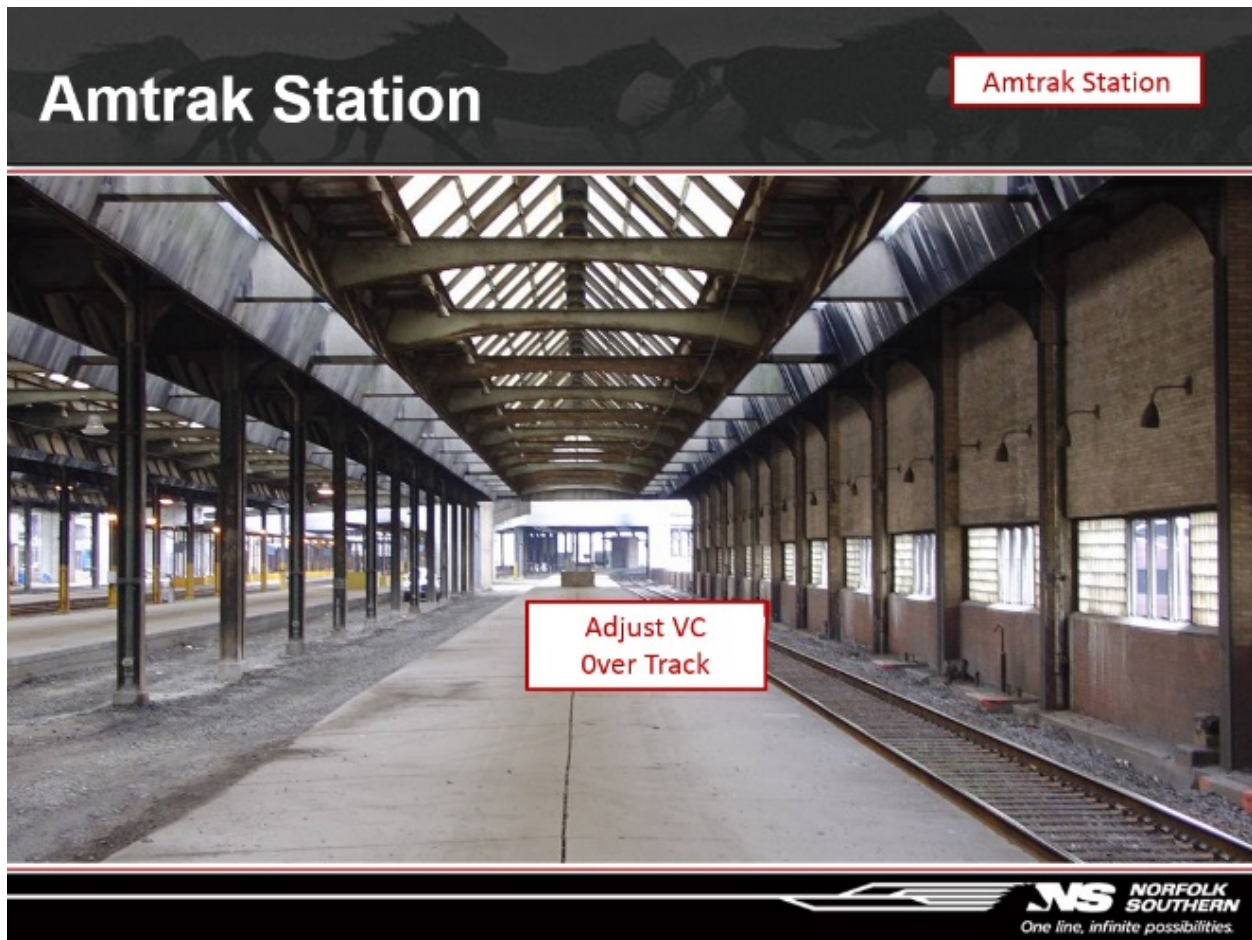 Amtrak Station
Amtrak Station
Adjust VC
0ver Track
NS NORFOLK
SOUTHERN
One line, infinite possibilities.